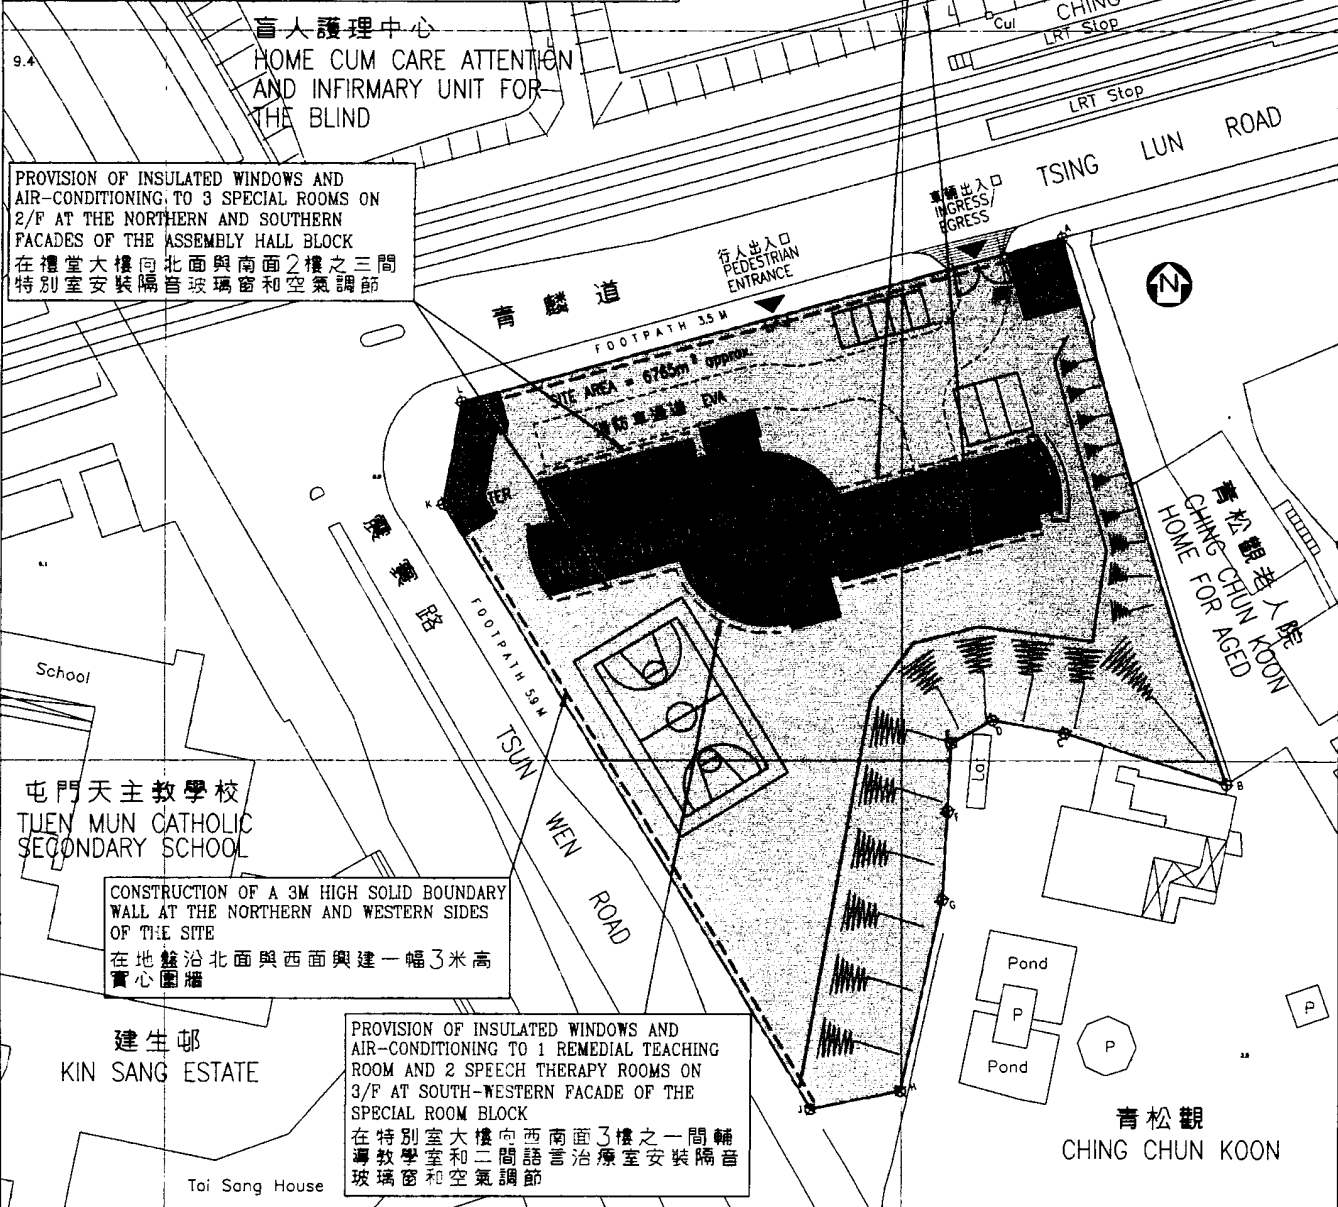 盲人護理中心
HOME CUM CARE ATTENTION
AND INFIRMARY UNIT FOR
THE BLIND
9.4
CHING
Cul
LRT Stop
LRT Stop
TSING LUN ROAD
PROVISION OF INSULATED WINDOWS AND
AIR-CONDITIONING TO 3 SPECIAL ROOMS ON
2/F AT THE NORTHERN AND SOUTHERN
FACADES OF THE ASSEMBLY HALL BLOCK
在禮堂大樓向北面與南面2樓之三間
特別室安裝隔音玻璃窗和空氣調節
車輛出入口
INGRESS/
EGRESS
行人出入口
PEDESTRIAN
ENTRANCE
N
青麟道
FOOTPATH 3.5 M
SITE AREA = 6765m² approx.
消防車通道 EVA
A
L
K
青松觀老人院
CHING CHUN KOON
HOME FOR AGED
路
FOOTPATH 5.9 M
TSUN WEN ROAD
School
屯門天主教學校
TUEN MUN CATHOLIC
SECONDARY SCHOOL
LOT
D
C
B
F
G
H
J
CONSTRUCTION OF A 3M HIGH SOLID BOUNDARY
WALL AT THE NORTHERN AND WESTERN SIDES
OF THE SITE
在地盤沿北面與西面興建一幅3米高
實心圍牆
建生邨
KIN SANG ESTATE
PROVISION OF INSULATED WINDOWS AND
AIR-CONDITIONING TO 1 REMEDIAL TEACHING
ROOM AND 2 SPEECH THERAPY ROOMS ON
3/F AT SOUTH-WESTERN FACADE OF THE
SPECIAL ROOM BLOCK
在特別室大樓向西南面3樓之一間輔
導教學室和二間語言治療室安裝隔音
玻璃窗和空氣調節
Tai Sang House
Pond
P
Pond
P
P
青松觀
CHING CHUN KOON